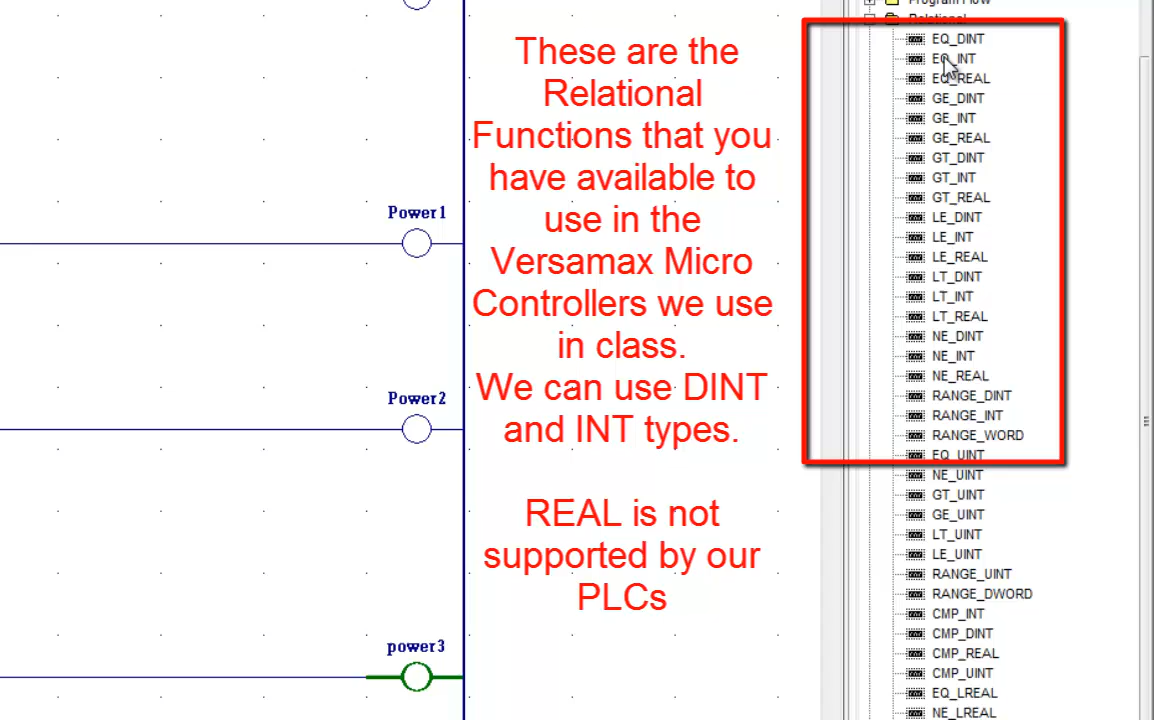 Power1
Power2
power3
These are the
Relational
Functions that you
have available to
use in the
Versamax Micro
Controllers we use
in class.
We can use DINT
and INT types.
REAL is not
supported by our
PLCs
Program Flow
Relational
EQ_DINT
EQ_INT
EQ_REAL
GE_DINT
GE_INT
GE_REAL
GT_DINT
GT_INT
GT_REAL
LE_DINT
LE_INT
LE_REAL
LT_DINT
LT_INT
LT_REAL
NE_DINT
NE_INT
NE_REAL
RANGE_DINT
RANGE_INT
RANGE_WORD
EQ_UINT
NE_UINT
GT_UINT
GE_UINT
LT_UINT
LE_UINT
RANGE_UINT
RANGE_DWORD
CMP_INT
CMP_DINT
CMP_REAL
CMP_UINT
EQ_LREAL
NE_LREAL